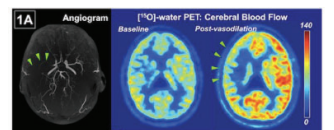 1A
Angiogram
[¹⁵O]-water PET: Cerebral Blood Flow
Baseline
Post-vasodilation
140
0